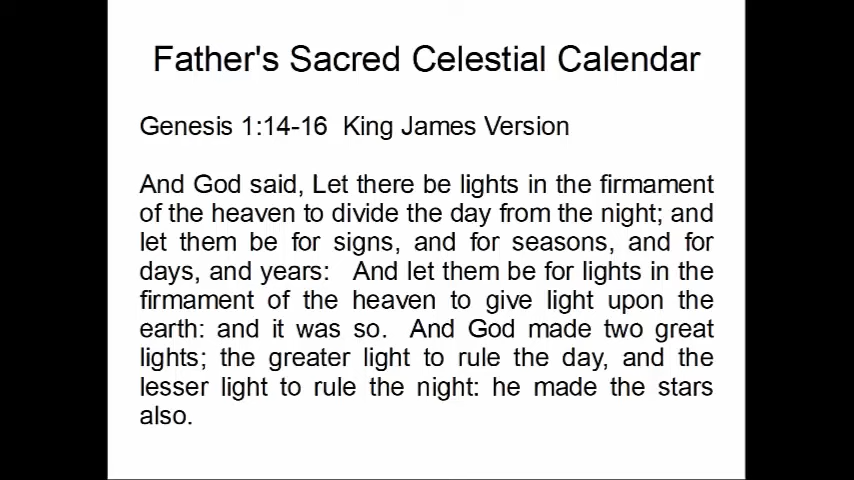 Father's Sacred Celestial Calendar
Genesis 1:14-16  King James Version
And God said, Let there be lights in the firmament
of the heaven to divide the day from the night; and
let them be for signs, and for seasons, and for
days, and years:   And let them be for lights in the
firmament of the heaven to give light upon the
earth: and it was so.  And God made two great
lights; the greater light to rule the day, and the
lesser light to rule the night: he made the stars
also.